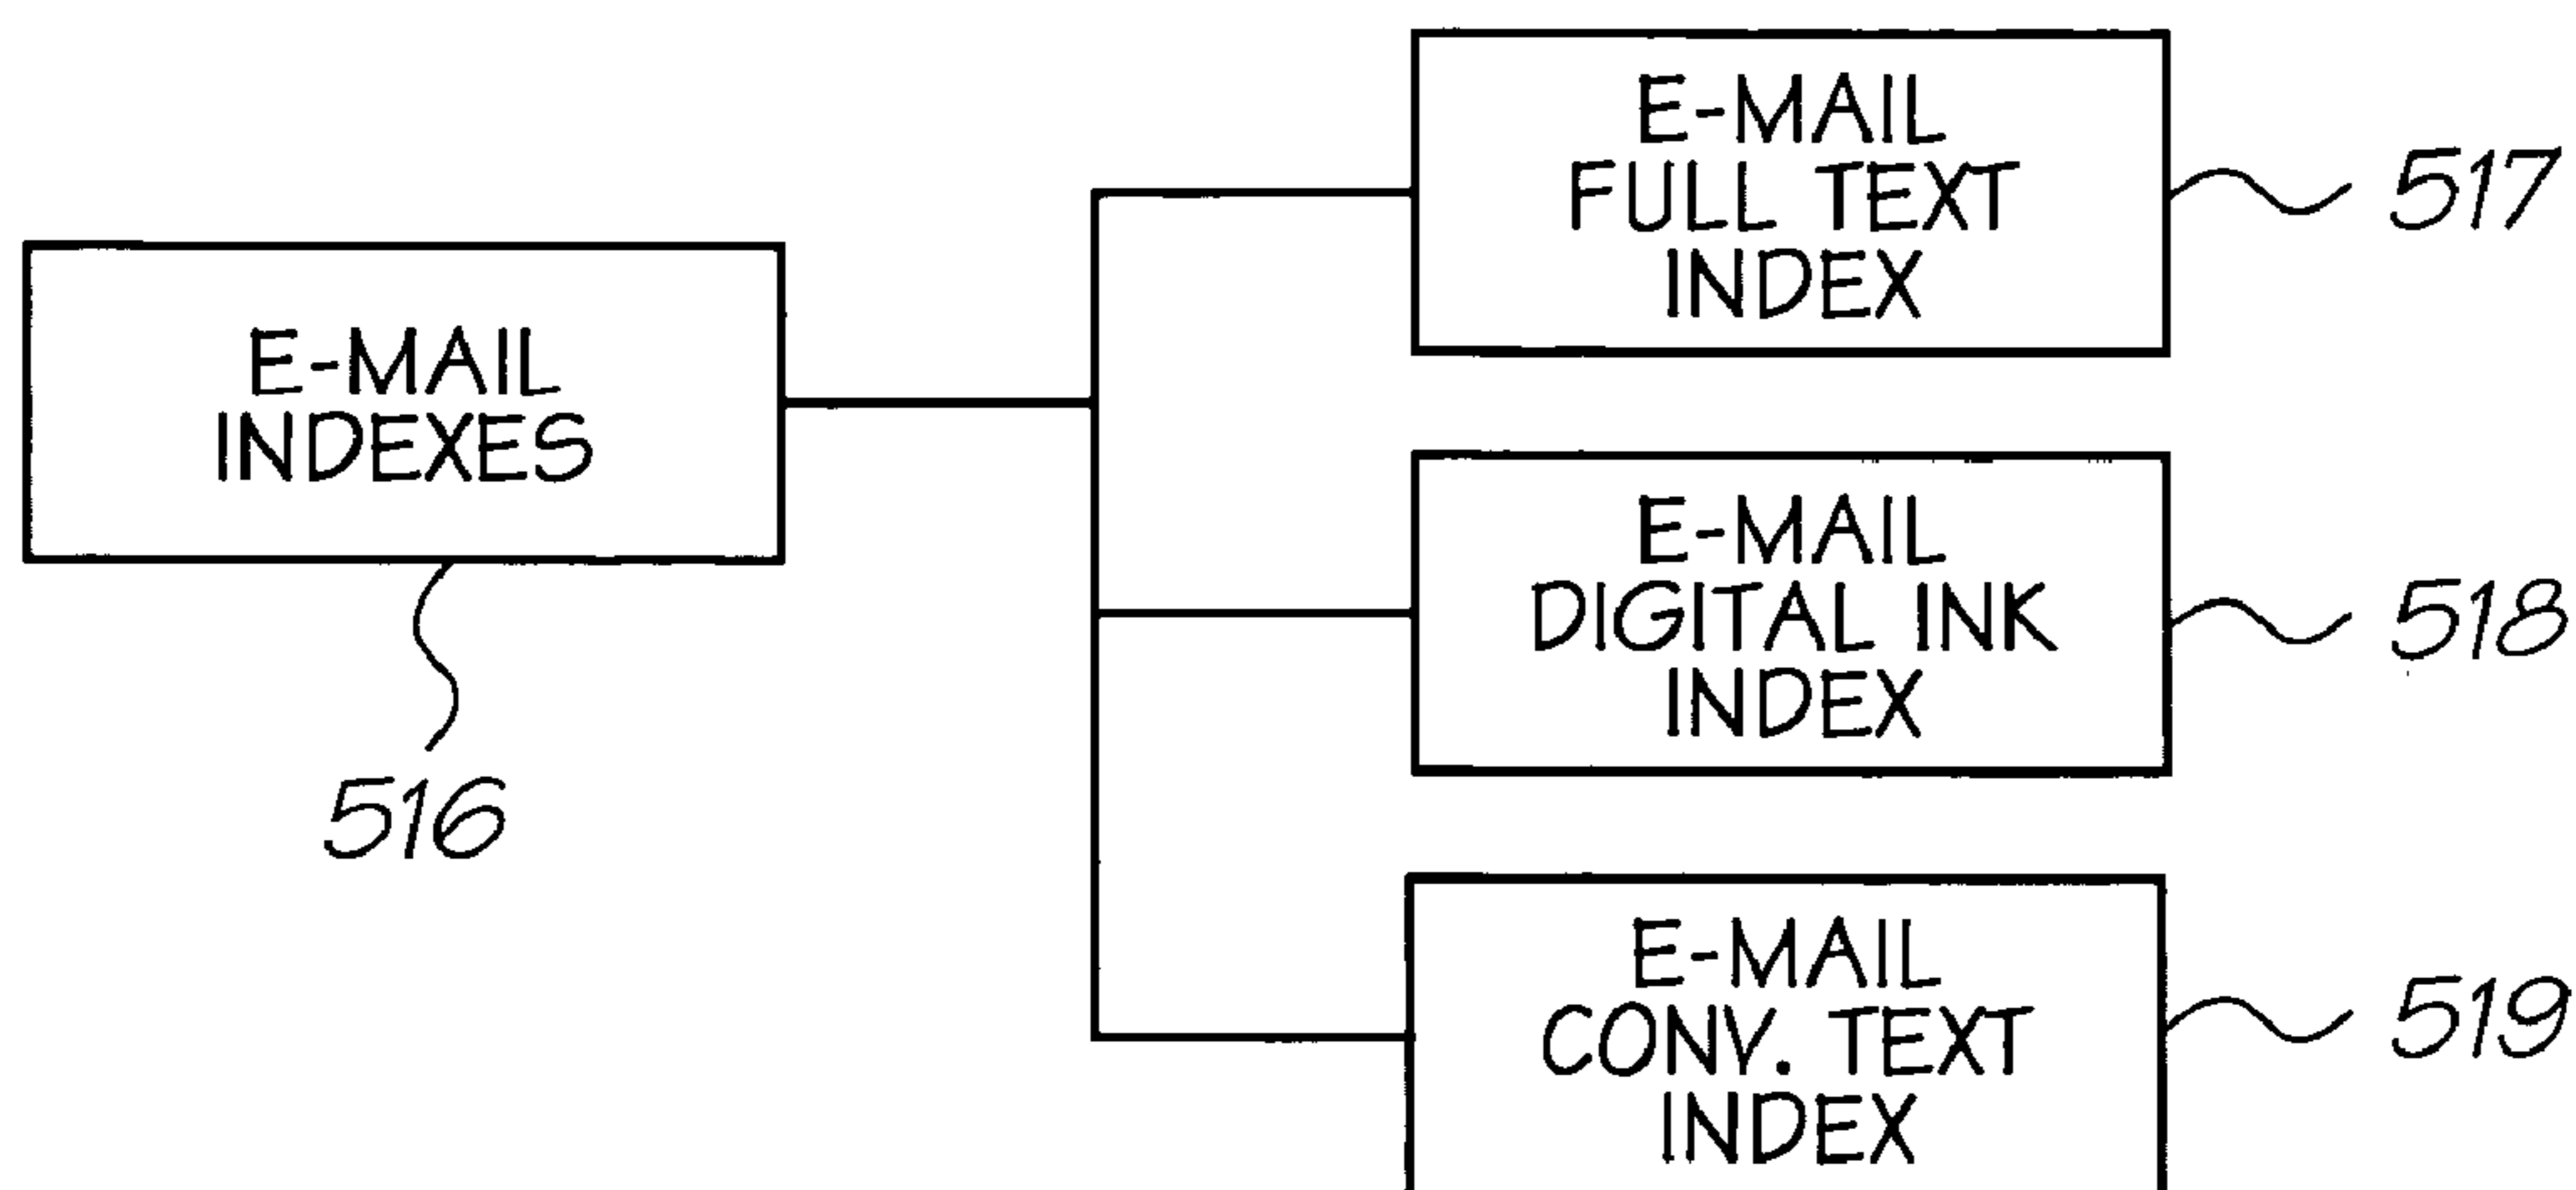 E-MAIL
FULL TEXT
INDEX
517
E-MAIL
INDEXES
516
E-MAIL
DIGITAL INK
INDEX
518
E-MAIL
CONV. TEXT
INDEX
519